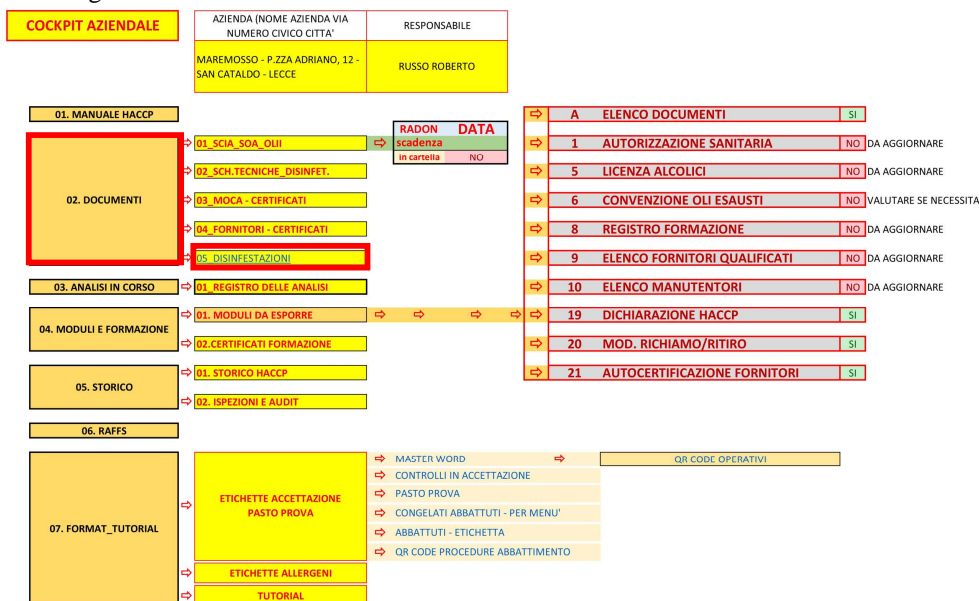 COCKPIT AZIENDALE
AZIENDA (NOME AZIENDA VIA
NUMERO CIVICO CITTA'
RESPONSABILE
MAREMOSSO - P.ZZA ADRIANO, 12 -
SAN CATALDO - LECCE
RUSSO ROBERTO
01. MANUALE HACCP
02. DOCUMENTI
01_SCIA_SOA_OLII
02_SCH.TECNICHE_DISINFET.
03_MOCA - CERTIFICATI
04_FORNITORI - CERTIFICATI
05_DISINFESTAZIONI
RADON DATA
scadenza
in cartella NO
A ELENCO DOCUMENTI SI
1 AUTORIZZAZIONE SANITARIA NO DA AGGIORNARE
5 LICENZA ALCOLICI NO DA AGGIORNARE
6 CONVENZIONE OLI ESAUSTI NO VALUTARE SE NECESSITA
8 REGISTRO FORMAZIONE NO DA AGGIORNARE
9 ELENCO FORNITORI QUALIFICATI NO DA AGGIORNARE
10 ELENCO MANUTENTORI NO DA AGGIORNARE
19 DICHIARAZIONE HACCP SI
20 MOD. RICHIAMO/RITIRO SI
21 AUTOCERTIFICAZIONE FORNITORI SI
03. ANALISI IN CORSO
01_REGISTRO DELLE ANALISI
04. MODULI E FORMAZIONE
01. MODULI DA ESPORRE
02.CERTIFICATI FORMAZIONE
05. STORICO
01. STORICO HACCP
02. ISPEZIONI E AUDIT
06. RAFFS
07. FORMAT_TUTORIAL
ETICHETTE ACCETTAZIONE
PASTO PROVA
MASTER WORD
QR CODE OPERATIVI
CONTROLLI IN ACCETTAZIONE
PASTO PROVA
CONGELATI ABBATTUTI - PER MENU'
ABBATTUTI - ETICHETTA
QR CODE PROCEDURE ABBATTIMENTO
ETICHETTE ALLERGENI
TUTORIAL